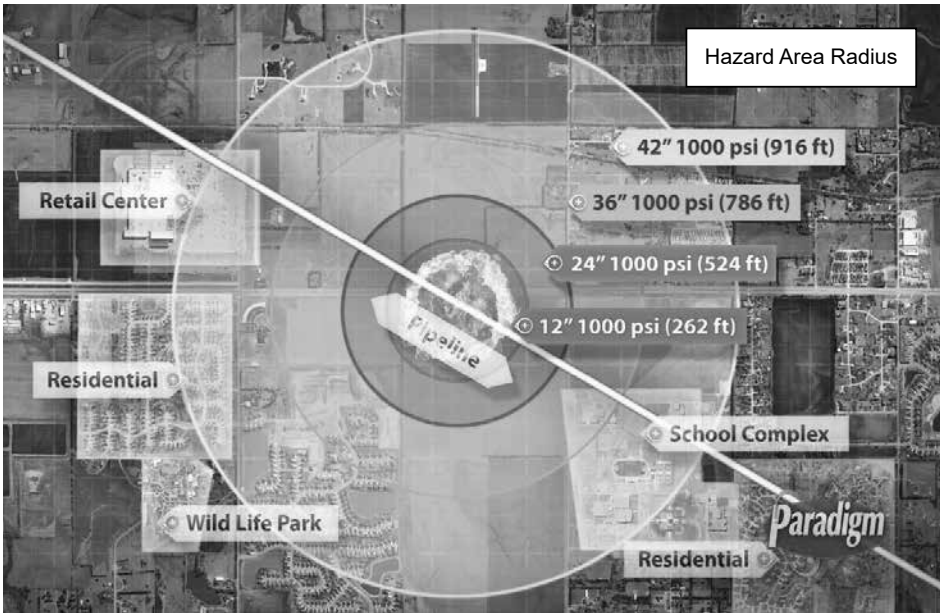 Hazard Area Radius
42" 1000 psi (916 ft)
Retail Center
36" 1000 psi (786 ft)
24" 1000 psi (524 ft)
12" 1000 psi (262 ft)
Pipeline
Residential
School Complex
Wild Life Park
Paradigm
Residential